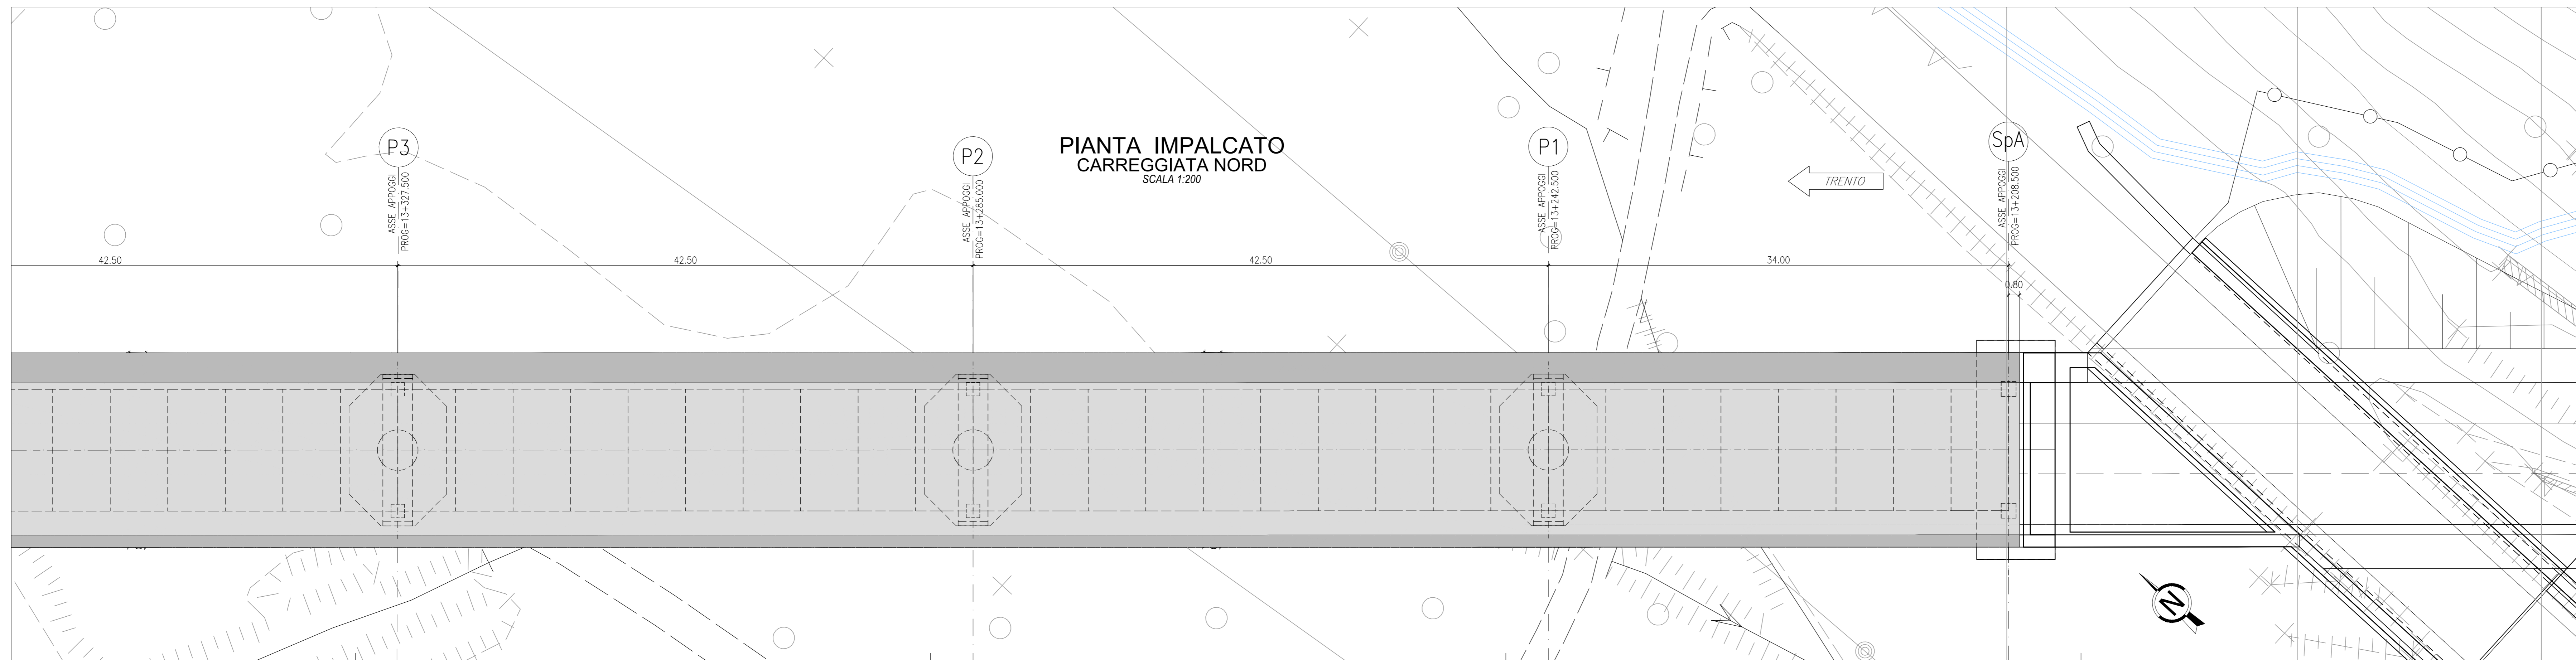 PIANTA IMPALCATO
CARREGGIATA NORD
SCALA 1:200
P3
ASSE APPOGGI
PROG=13+327.500
P2
ASSE APPOGGI
PROG=13+285.000
P1
ASSE APPOGGI
PROG=13+242.500
SpA
ASSE APPOGGI
PROG=13+208.500
TRENTO
42.50
42.50
42.50
34.00
0.80
N